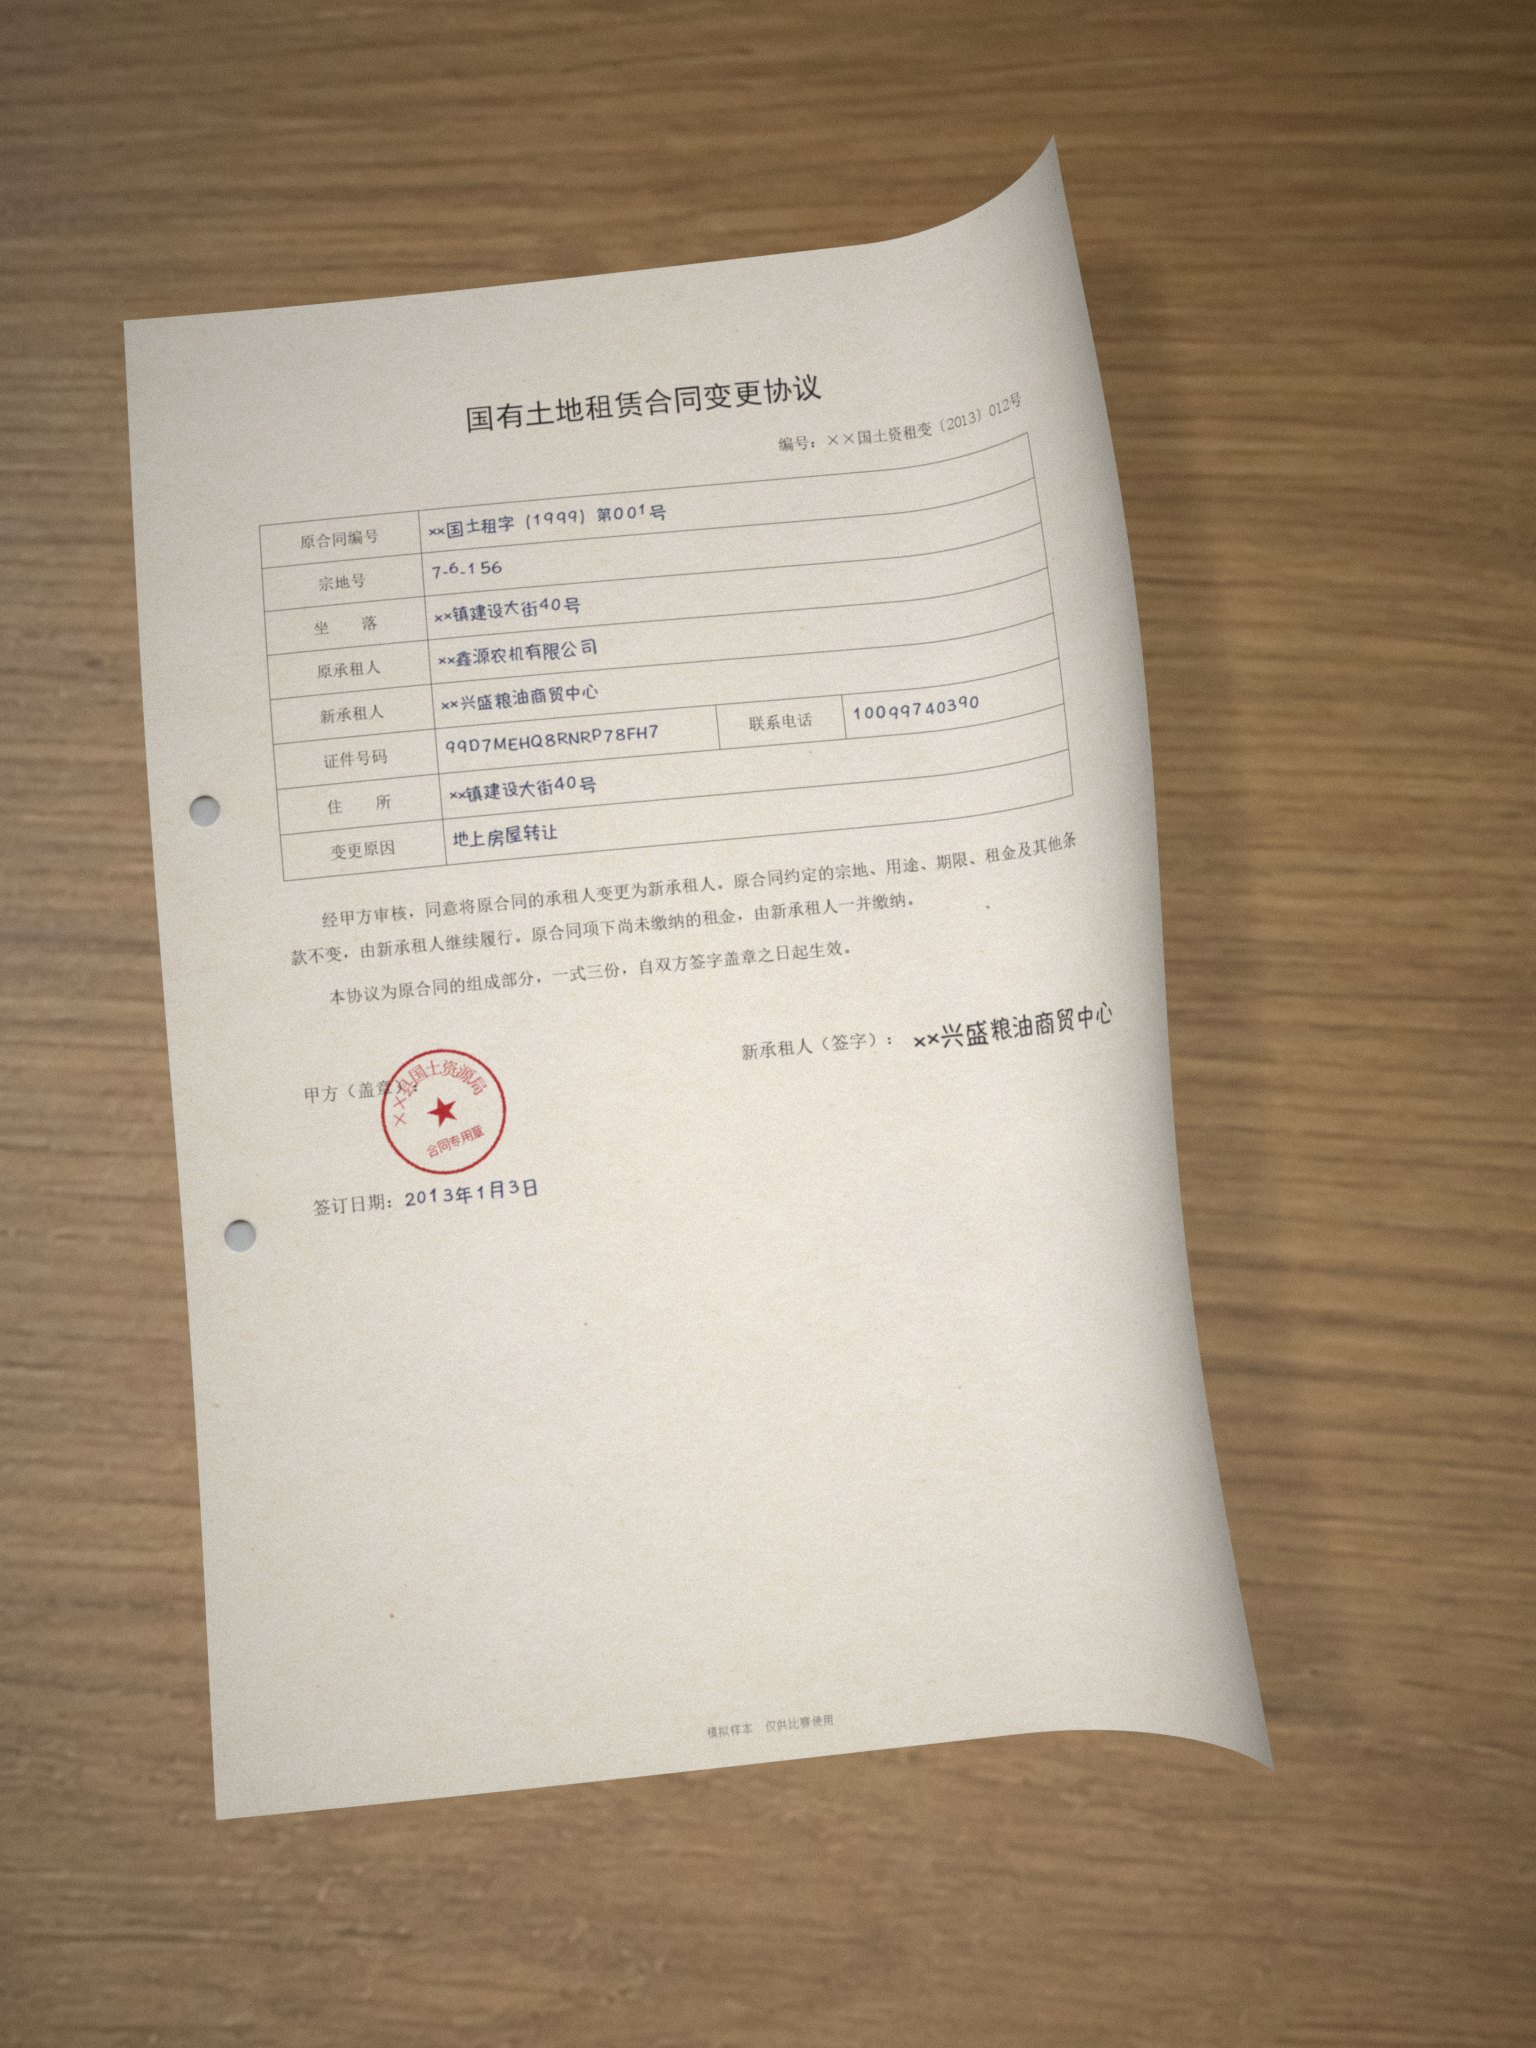 国有土地租赁合同变更协议
编号：××国土资租变〔2013〕012号
原合同编号 ××国土租字（1999）第001号
宗地号 7-6-156
坐 落 ××镇建设大街40号
原承租人 ××鑫源农机有限公司
新承租人 ××兴盛粮油商贸中心
证件号码 99D7MEHQ8RNRP78FH7 联系电话 10099740390
住 所 ××镇建设大街40号
变更原因 地上房屋转让
经甲方审核，同意将原合同的承租人变更为新承租人。原合同约定的宗地、用途、期限、租金及其他条
款不变，由新承租人继续履行。原合同项下尚未缴纳的租金，由新承租人一并缴纳。
本协议为原合同的组成部分，一式三份，自双方签字盖章之日起生效。
新承租人（签字）： ××兴盛粮油商贸中心
甲方（盖章）：
××县国土资源局
合同专用章
签订日期：2013年1月3日
模拟样本 仅供比赛使用